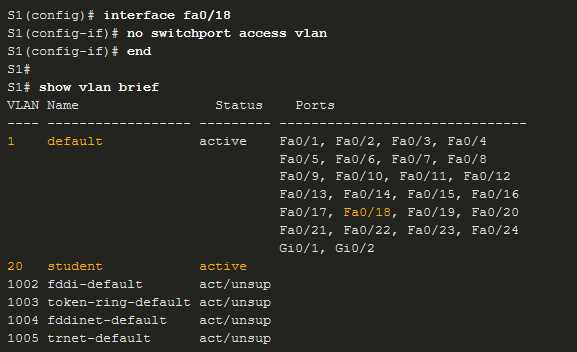 S1(config)# interface fa0/18
S1(config-if)# no switchport access vlan
S1(config-if)# end
S1#
S1# show vlan brief
VLAN Name                Status    Ports
---- ------------------ --------- -------------------------------
1    default            active    Fa0/1, Fa0/2, Fa0/3, Fa0/4
                                  Fa0/5, Fa0/6, Fa0/7, Fa0/8
                                  Fa0/9, Fa0/10, Fa0/11, Fa0/12
                                  Fa0/13, Fa0/14, Fa0/15, Fa0/16
                                  Fa0/17, Fa0/18, Fa0/19, Fa0/20
                                  Fa0/21, Fa0/22, Fa0/23, Fa0/24
                                  Gi0/1, Gi0/2
20   student            active
1002 fddi-default       act/unsup
1003 token-ring-default act/unsup
1004 fddinet-default    act/unsup
1005 trnet-default      act/unsup